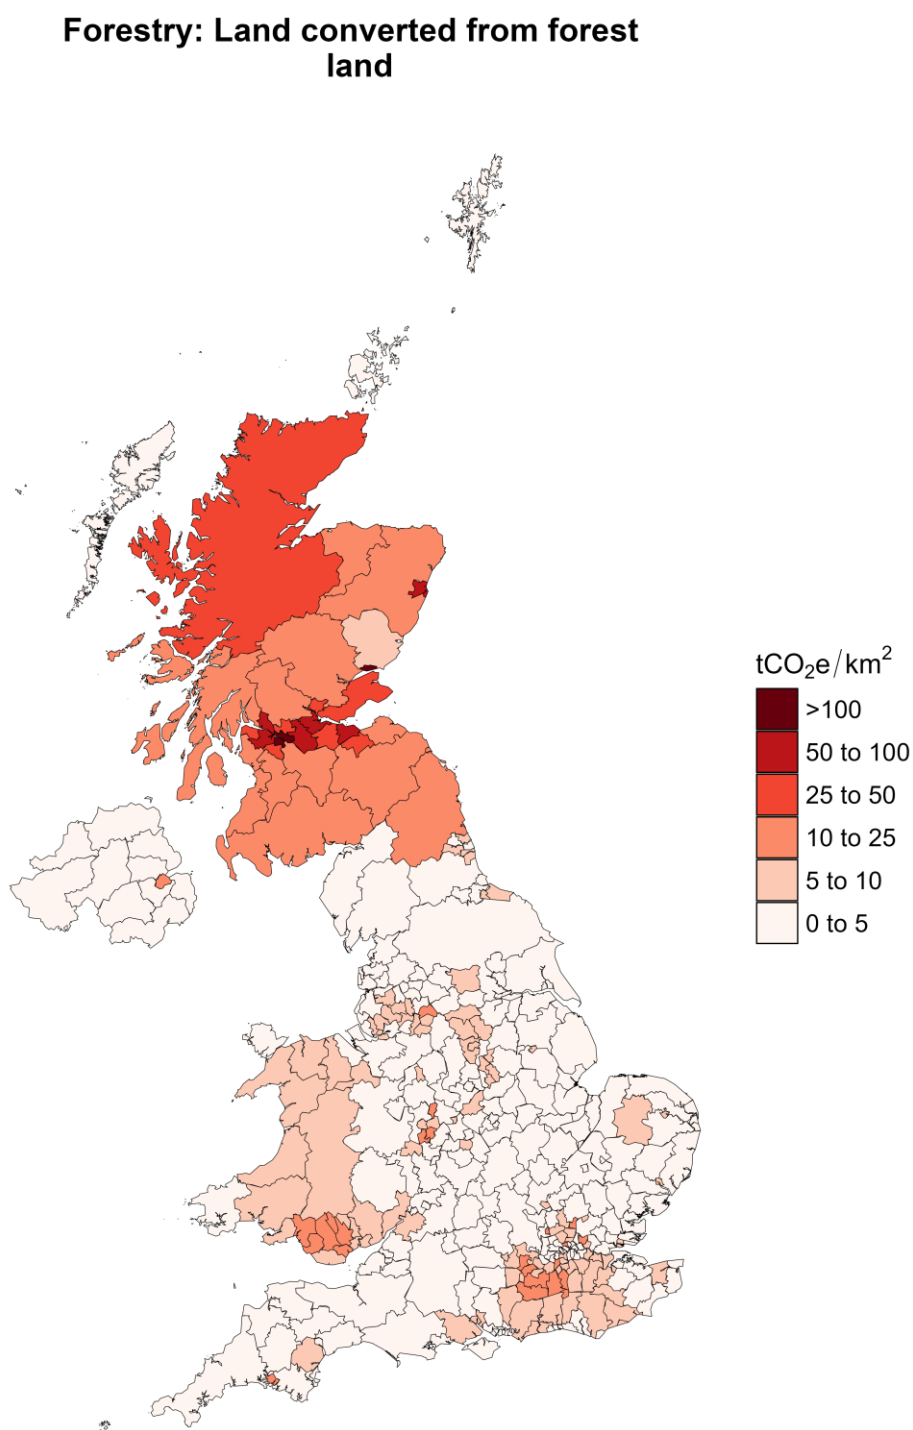 Forestry: Land converted from forest
land
tCO₂e/km²
>100
50 to 100
25 to 50
10 to 25
5 to 10
0 to 5